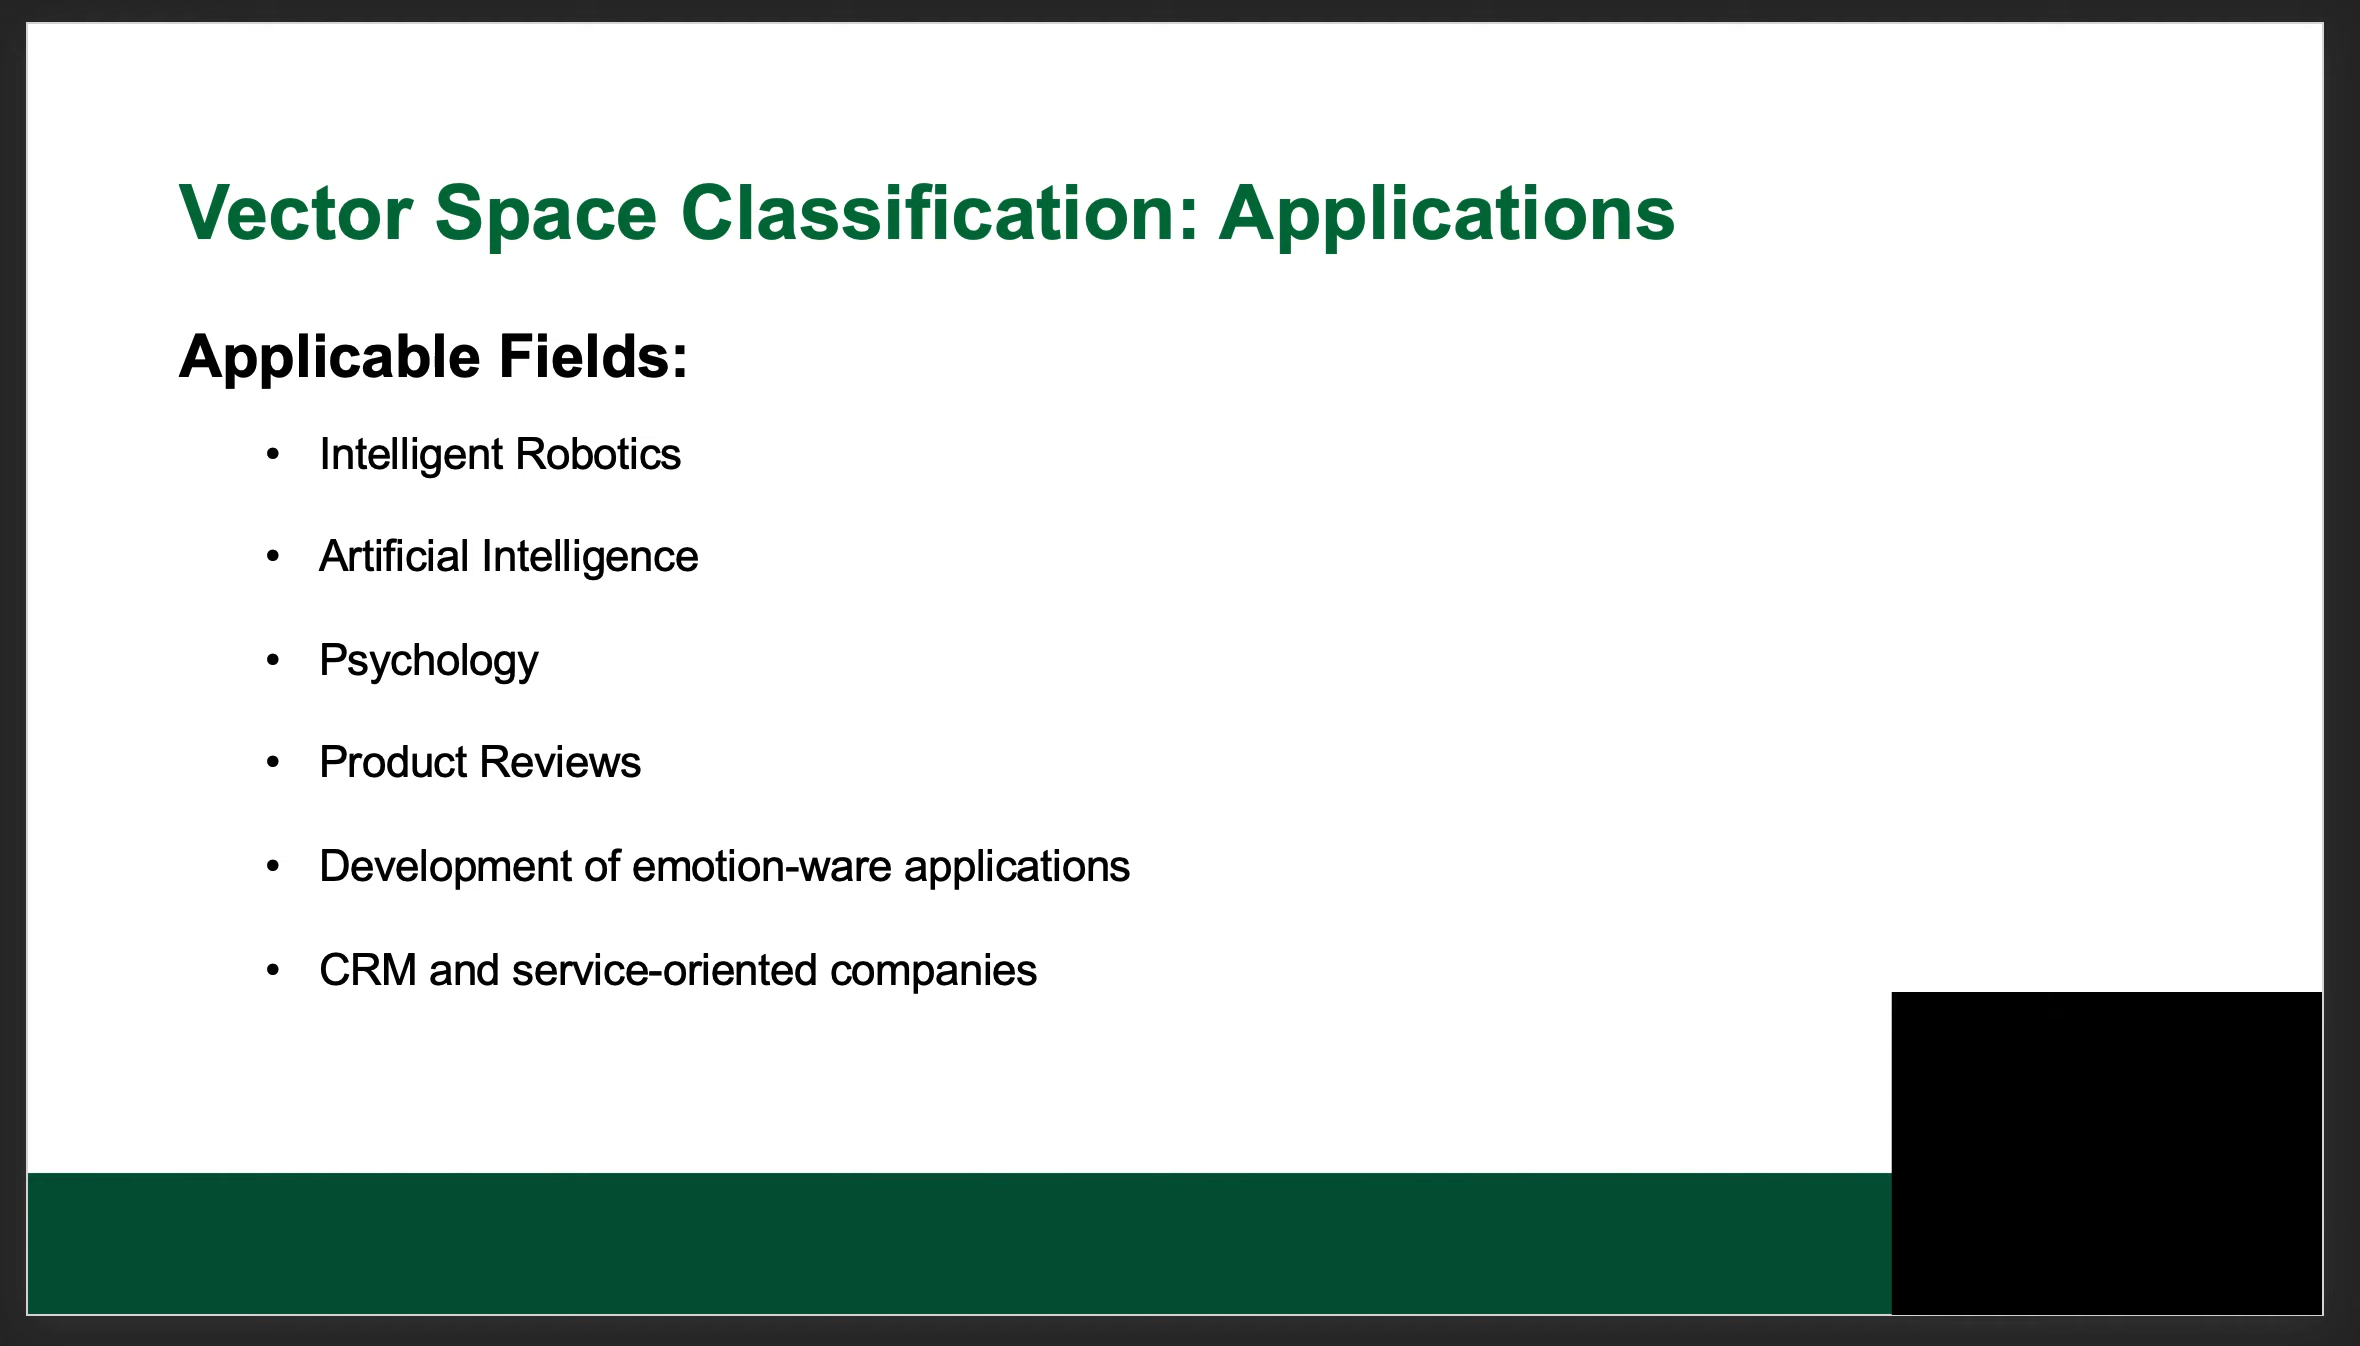 Vector Space Classification: Applications
Applicable Fields:
• Intelligent Robotics
• Artificial Intelligence
• Psychology
• Product Reviews
• Development of emotion-ware applications
• CRM and service-oriented companies